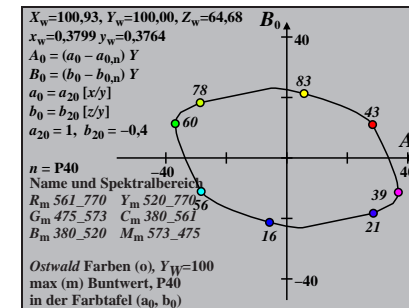 X_w=100,93, Y_w=100,00, Z_w=64,68
x_w=0,3799 y_w=0,3764
A_0 = (a_0 - a_0,n) Y
B_0 = (b_0 - b_0,n) Y
a_0 = a_20 [x/y]
b_0 = b_20 [z/y]
a_20 = 1, b_20 = –0,4
n = P40
Name und Spektralbereich
R_m 561_770 Y_m 520_770
G_m 475_573 C_m 380_561
B_m 380_520 M_m 573_475
Ostwald Farben (o), Y_W=100
max (m) Buntwert, P40
in der Farbtafel (a_0, b_0)
B_0
40
83
78
43
60
A
–40
40
56
39
16
21
–40